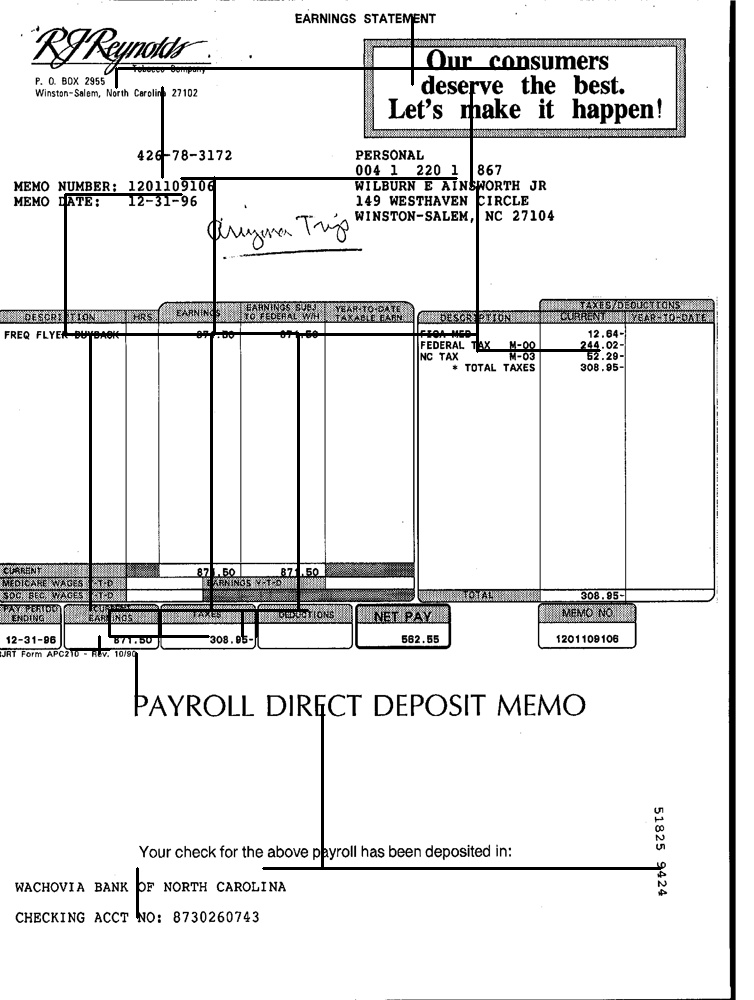 EARNINGS STATEMENT
RJReynolds
Tobacco Company
P. O. BOX 2955
Winston-Salem, North Carolina 27102
Our consumers
deserve the best.
Let's make it happen!
426-78-3172
PERSONAL
004 1 220 1 867
MEMO NUMBER: 1201109106
WILBURN E AINSWORTH JR
MEMO DATE: 12-31-96
149 WESTHAVEN CIRCLE
WINSTON-SALEM, NC 27104
Arizona Trip
TAXES/DEDUCTIONS
DESCRIPTION HRS EARNINGS EARNINGS SUBJ TO FEDERAL W/H YEAR-TO-DATE TAXABLE EARN. DESCRIPTION CURRENT YEAR-TO-DATE
FREQ FLYER BUYBACK 871.50 871.50 FICA MED 12.64-
FEDERAL TAX M-00 244.02-
NC TAX M-03 52.29-
* TOTAL TAXES 308.95-
CURRENT 871.50 871.50
MEDICARE WAGES Y-T-D EARNINGS Y-T-D
SOC. SEC. WAGES Y-T-D TOTAL 308.95-
PAY PERIOD ENDING CURRENT EARNINGS TAXES DEDUCTIONS NET PAY MEMO NO.
12-31-96 871.50 308.95- 562.55 1201109106
RJRT Form APC210 - Rev. 10/90
PAYROLL DIRECT DEPOSIT MEMO
Your check for the above payroll has been deposited in:
WACHOVIA BANK OF NORTH CAROLINA
CHECKING ACCT NO: 8730260743
51825 9424